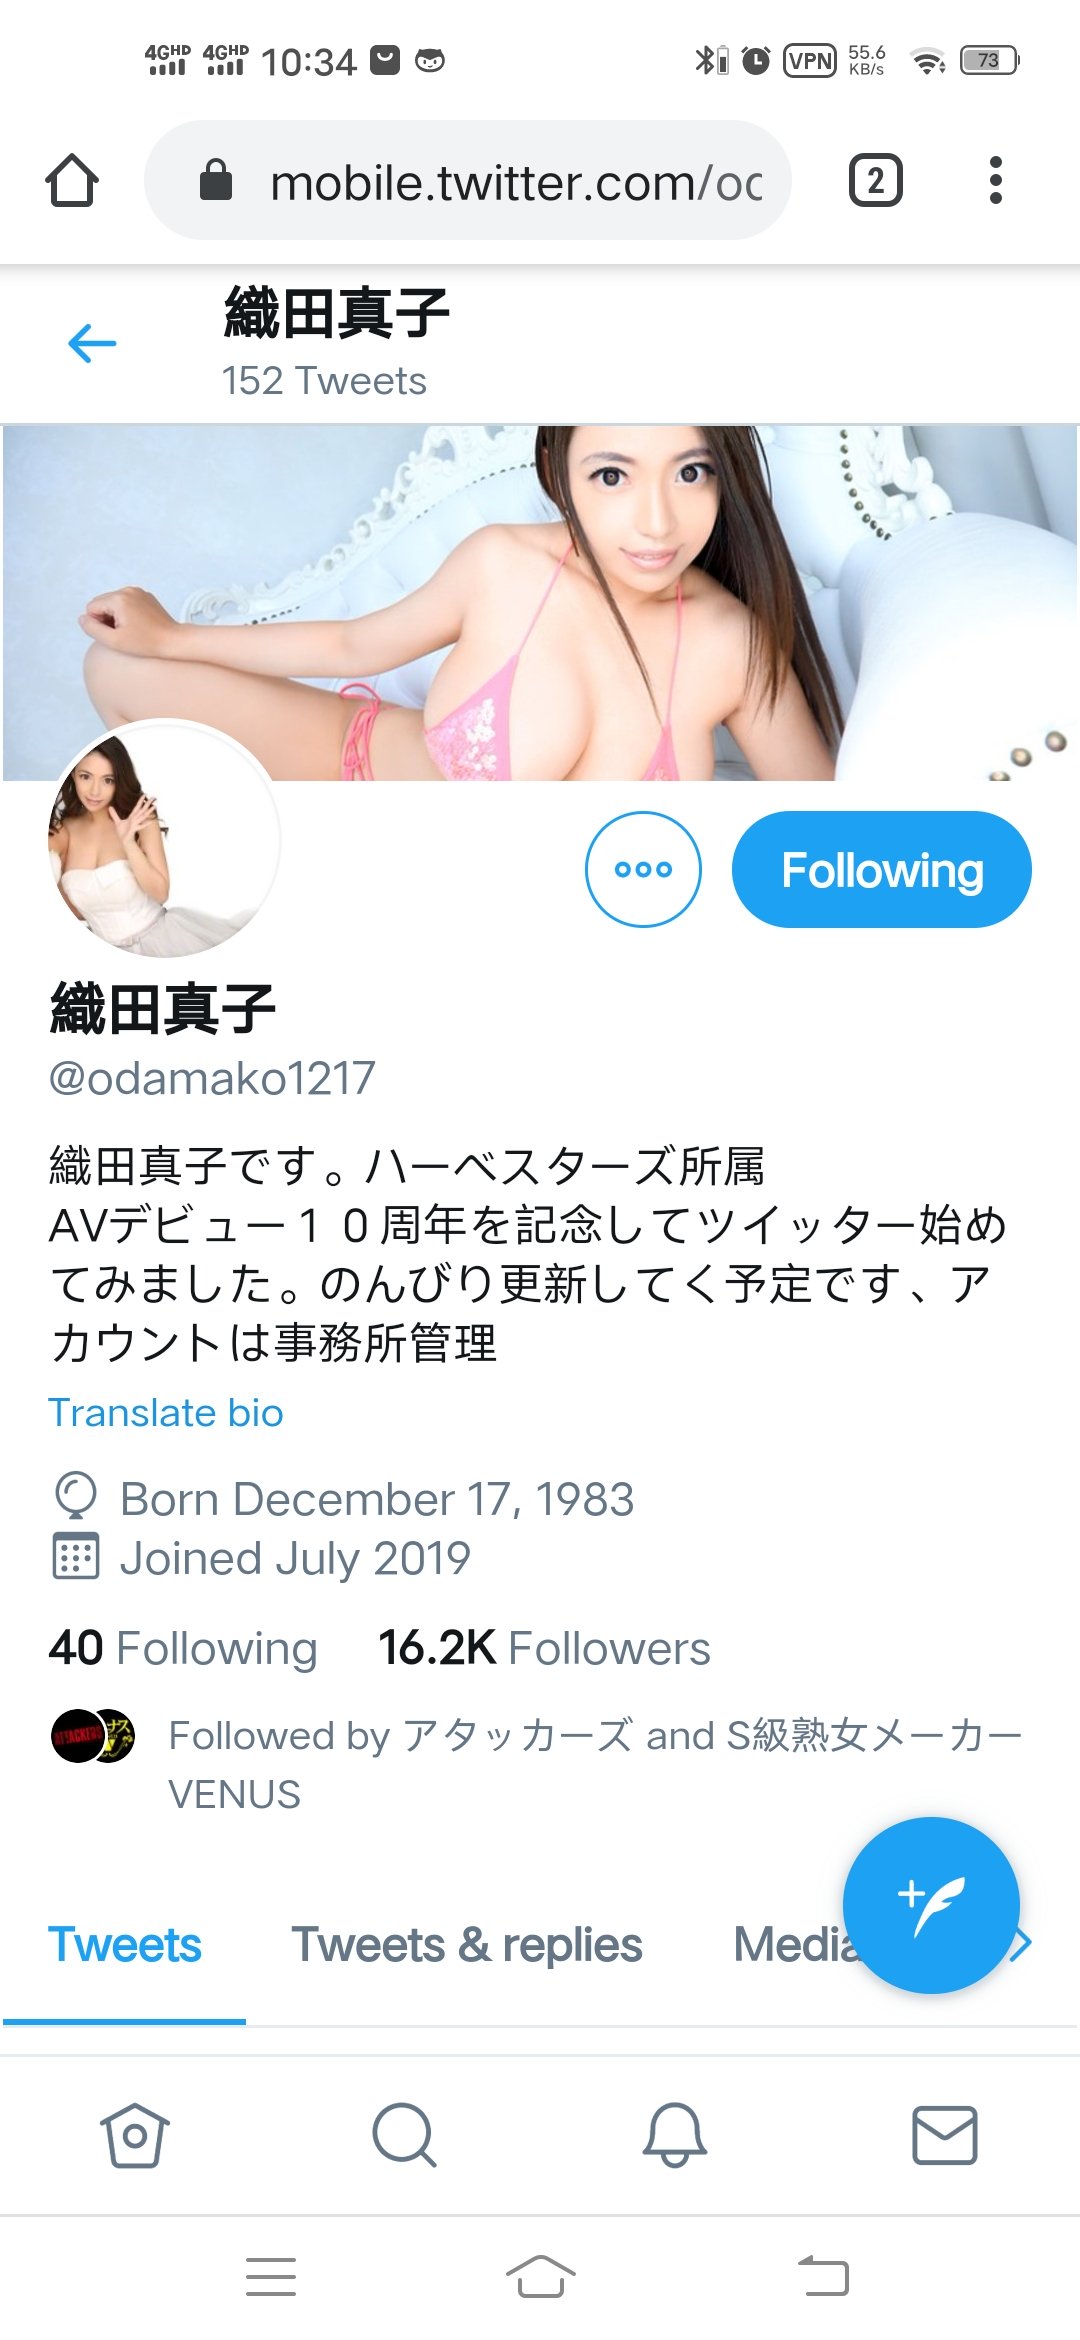 4GHD 4GHD 10:34 VPN 55.6 KB/s 73
mobile.twitter.com/oc
2
織田真子
152 Tweets
Following
織田真子
@odamako1217
織田真子です。ハーベスターズ所属
AVデビュー１０周年を記念してツイッター始め
てみました。のんびり更新してく予定です、ア
カウントは事務所管理
Translate bio
Born December 17, 1983
Joined July 2019
40 Following 16.2K Followers
ATTACKERS ナス
Followed by アタッカーズ and S級熟女メーカー
VENUS
Tweets Tweets & replies Media